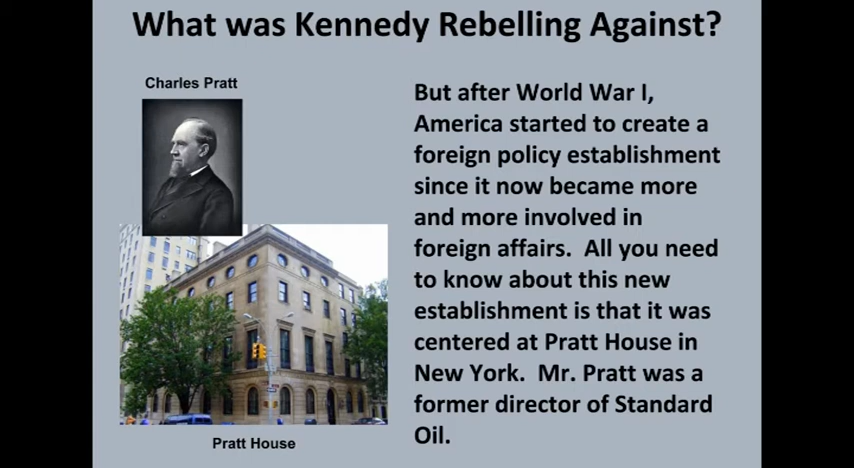 What was Kennedy Rebelling Against?
Charles Pratt
But after World War I,
America started to create a
foreign policy establishment
since it now became more
and more involved in
foreign affairs.  All you need
to know about this new
establishment is that it was
centered at Pratt House in
New York.  Mr. Pratt was a
former director of Standard
Oil.
Pratt House